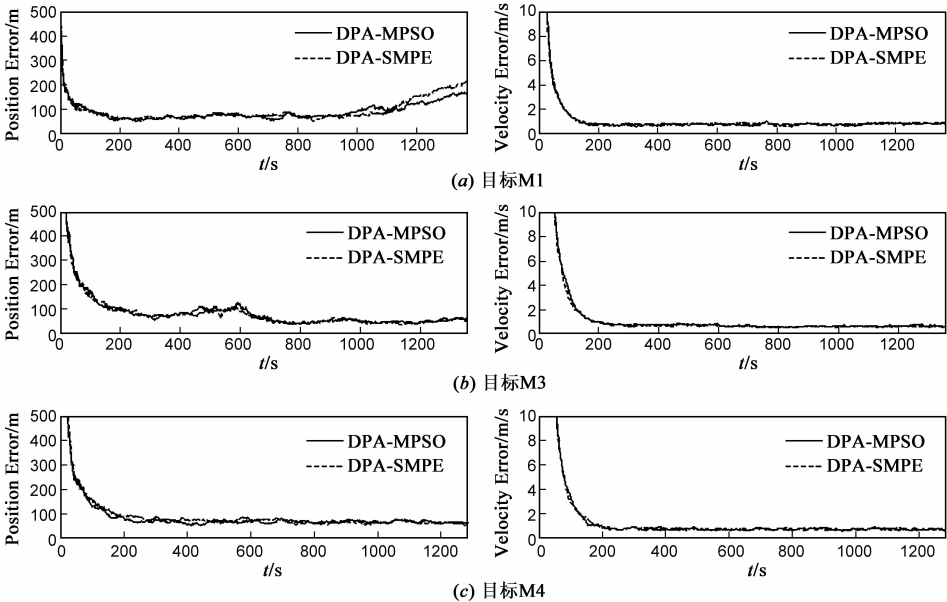 500
400
300
200
100
0
Position Error/m
DPA-MPSO
DPA-SMPE
0 200 400 600 800 1000 1200
t/s
10
8
6
4
2
0
Velocity Error/m/s
DPA-MPSO
DPA-SMPE
0 200 400 600 800 1000 1200
t/s
(a) 目标M1
500
400
300
200
100
0
Position Error/m
DPA-MPSO
DPA-SMPE
0 200 400 600 800 1000 1200
t/s
10
8
6
4
2
0
Velocity Error/m/s
DPA-MPSO
DPA-SMPE
0 200 400 600 800 1000 1200
t/s
(b) 目标M3
500
400
300
200
100
0
Position Error/m
DPA-MPSO
DPA-SMPE
0 200 400 600 800 1000 1200
t/s
10
8
6
4
2
0
Velocity Error/m/s
DPA-MPSO
DPA-SMPE
0 200 400 600 800 1000 1200
t/s
(c) 目标M4